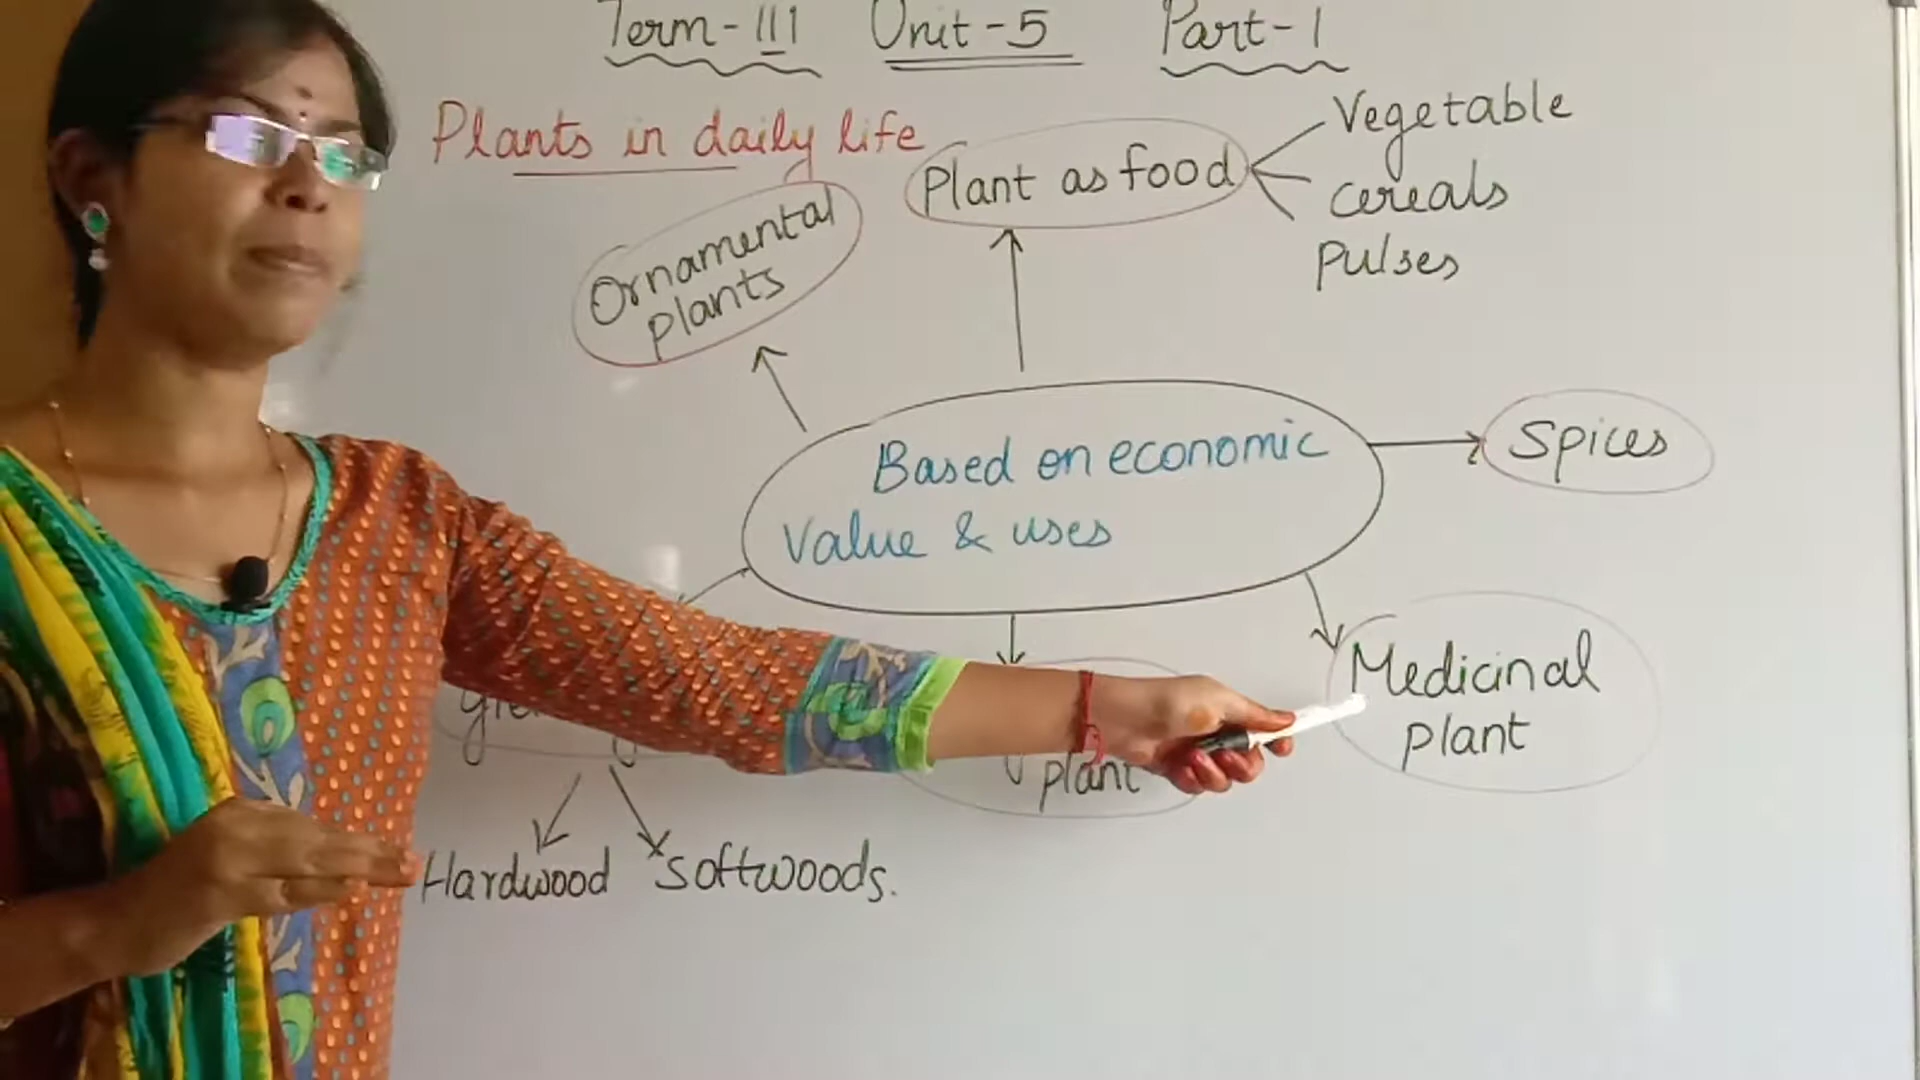 Term-III Unit-5 Part-1
Plants in daily life
Plant as food
Vegetable
cereals
pulses
Ornamental
plants
Based on economic
value & uses
Spices
Medicinal
plant
plant
Hardwood softwoods.